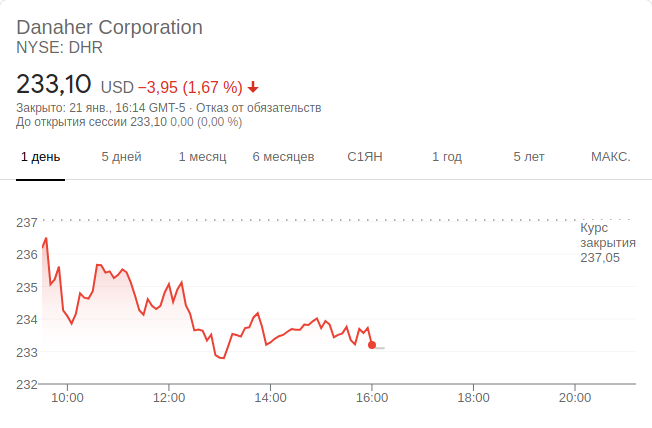 Danaher Corporation
NYSE: DHR
233,10 USD −3,95 (1,67 %)
Закрыто: 21 янв., 16:14 GMT-5 · Отказ от обязательств
До открытия сессии 233,10 0,00 (0,00 %)
1 день 5 дней 1 месяц 6 месяцев С1ЯН 1 год 5 лет МАКС.
237
Курс
закрытия
237,05
236
235
234
233
232
10:00 12:00 14:00 16:00 18:00 20:00